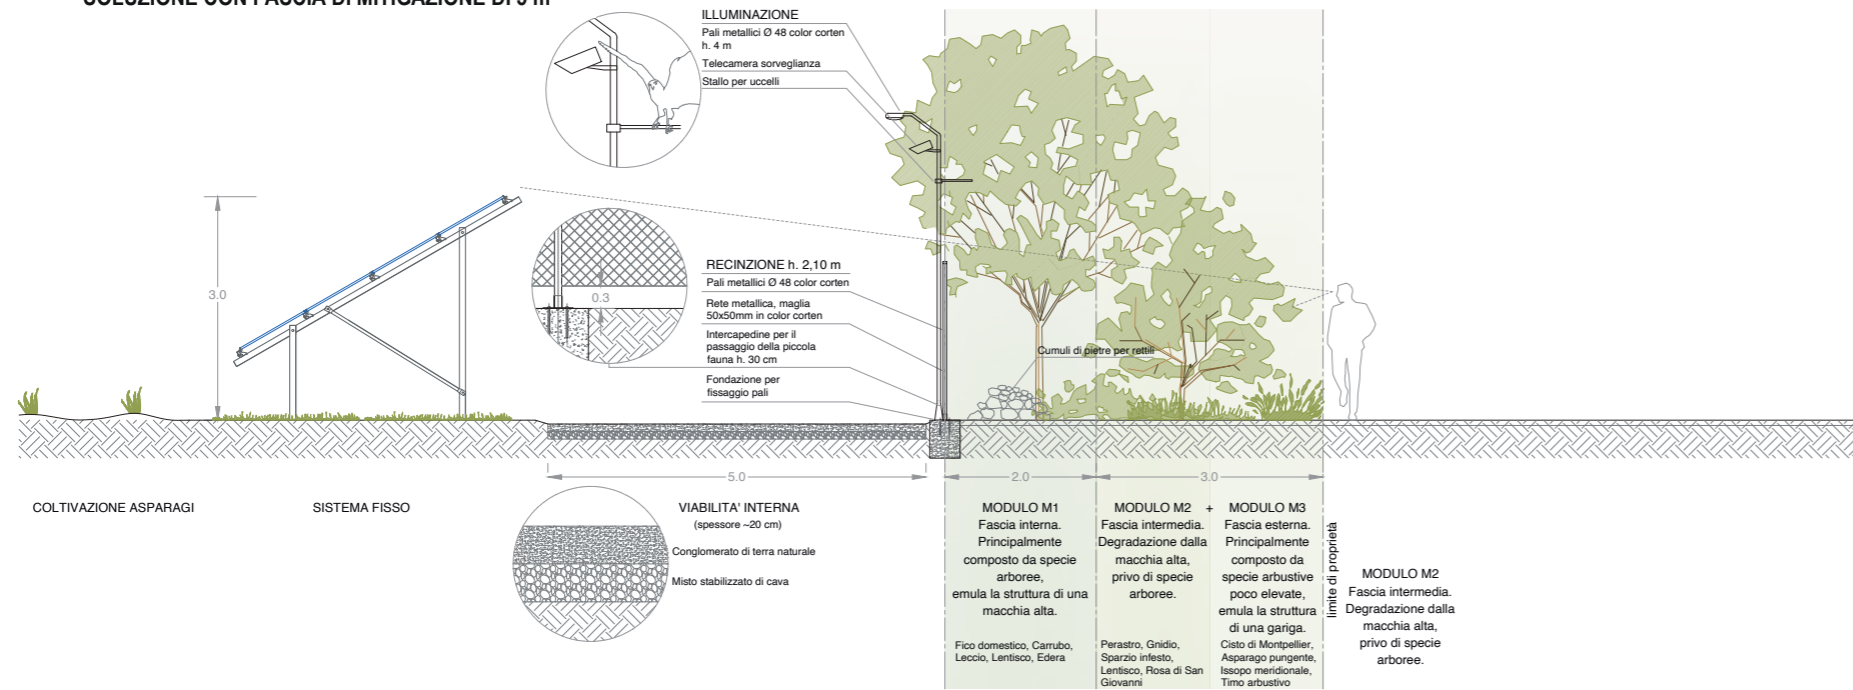 SOLUZIONE CON FASCIA DI MITIGAZIONE DI 5 m
ILLUMINAZIONE
Pali metallici Ø 48 color corten
h. 4 m
Telecamera sorveglianza
Stallo per uccelli
3.0
0.3
RECINZIONE h. 2,10 m
Pali metallici Ø 48 color corten
Rete metallica, maglia
50x50mm in color corten
Intercapedine per il
passaggio della piccola
fauna h. 30 cm
Fondazione per
fissaggio pali
Cumuli di pietre per rettili
5.0
2.0
3.0
COLTIVAZIONE ASPARAGI
SISTEMA FISSO
VIABILITA' INTERNA
(spessore ~20 cm)
Conglomerato di terra naturale
Misto stabilizzato di cava
MODULO M1
Fascia interna.
Principalmente
composto da specie
arboree,
emula la struttura di una
macchia alta.
Fico domestico, Carrubo,
Leccio, Lentisco, Edera
MODULO M2 +
Fascia intermedia.
Degradazione dalla
macchia alta,
privo di specie
arboree.
Perastro, Gnidio,
Sparzio infesto,
Lentisco, Rosa di San
Giovanni
MODULO M3
Fascia esterna.
Principalmente
composto da
specie arbustive
poco elevate,
emula la struttura
di una gariga.
Cisto di Montpellier,
Asparago pungente,
Issopo meridionale,
Timo arbustivo
limite di proprietà
MODULO M2
Fascia intermedia.
Degradazione dalla
macchia alta,
privo di specie
arboree.